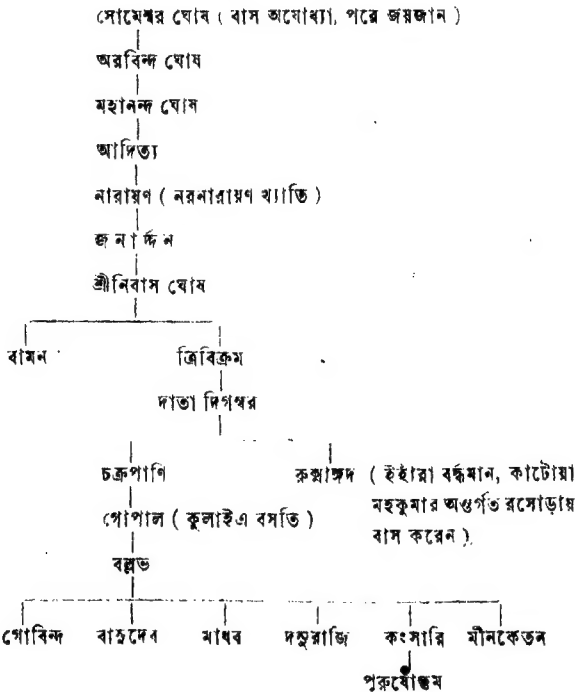 সোমেশ্বর ঘোষ ( বাস অযোধ্যা, পরে জয়জান )
অরবিন্দ ঘোষ
মহানন্দ ঘোষ
আদিত্য
নারায়ণ ( নরনারায়ণ খ্যাতি )
জনার্দ্দন
শ্রীনিবাস ঘোষ
বামন ত্রিবিক্রম
দাতা দিগম্বর
চক্রপাণি রুক্মাঙ্গদ ( ইহাঁরা বর্দ্ধমান, কাটোয়া
গোপাল ( কুলাইএ বসতি ) মহকুমার অন্তর্গত রসোড়ায়
বাস করেন )
বল্লভ
গোবিন্দ বাসুদেব মাধব দনুরাজি কংসারি মীনকেতন
পুরুষোত্তম